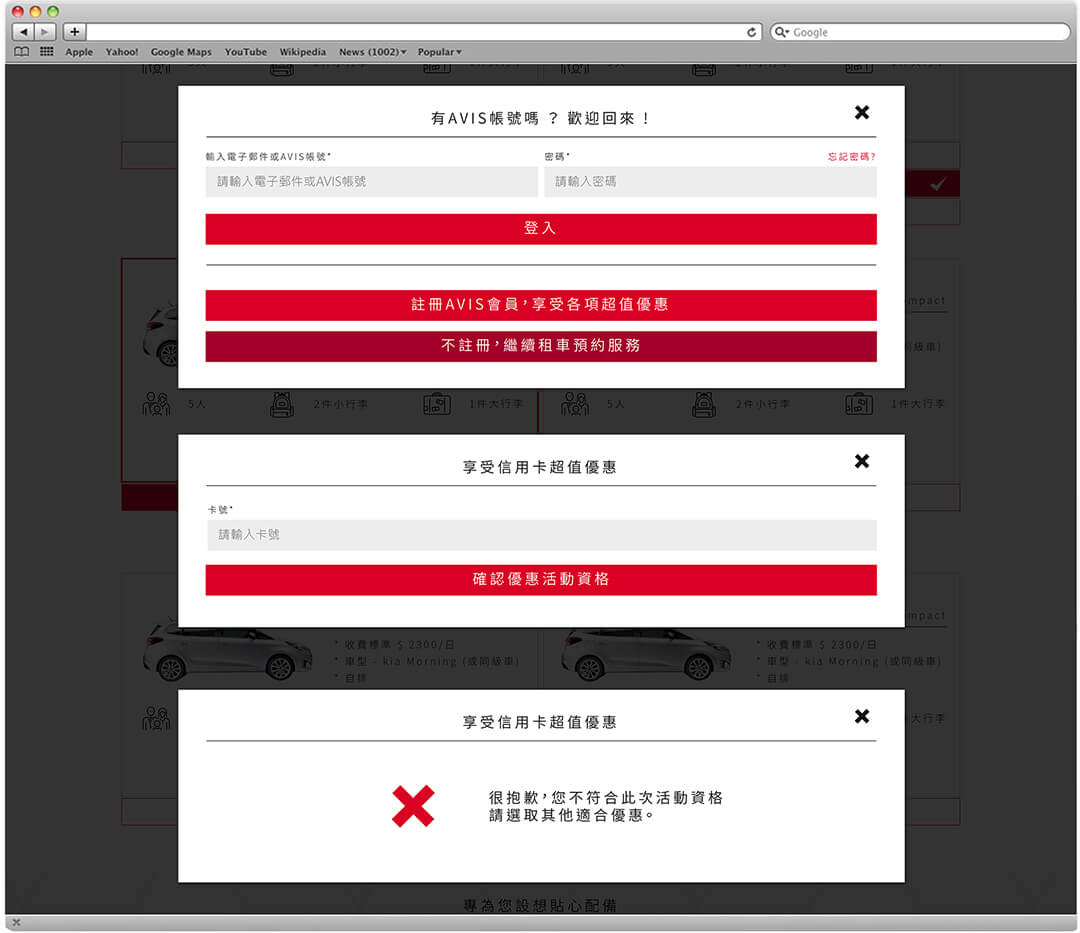 Google
Apple Yahoo! Google Maps YouTube Wikipedia News (1002)▾ Popular▾
有AVIS帳號嗎 ? 歡迎回來 !
輸入電子郵件或AVIS帳號*
密碼*
忘記密碼?
請輸入電子郵件或AVIS帳號
請輸入密碼
登入
註冊AVIS會員,享受各項超值優惠
mpact
不註冊,繼續租車預約服務
同級車)
5人
2件小行李
1件大行李
5人
2件小行李
1件大行李
享受信用卡超值優惠
卡號*
請輸入卡號
確認優惠活動資格
mpact
* 收費標準 $ 2300/日
* 車型 - kia Morning (或同級車)
* 自排
* 收費標準 $ 2300/日
* 車型 - kia Morning (或同級車)
* 自排
件大行李
享受信用卡超值優惠
很抱歉,您不符合此次活動資格
請選取其他適合優惠。
專為您設想貼心配備